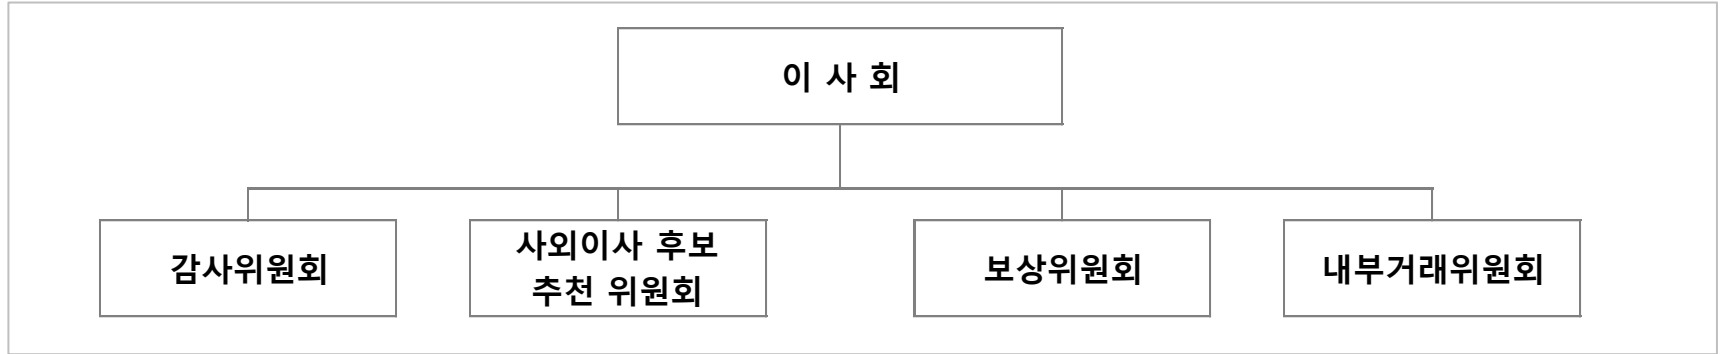 이 사 회
감사위원회
사외이사 후보
추천 위원회
보상위원회
내부거래위원회